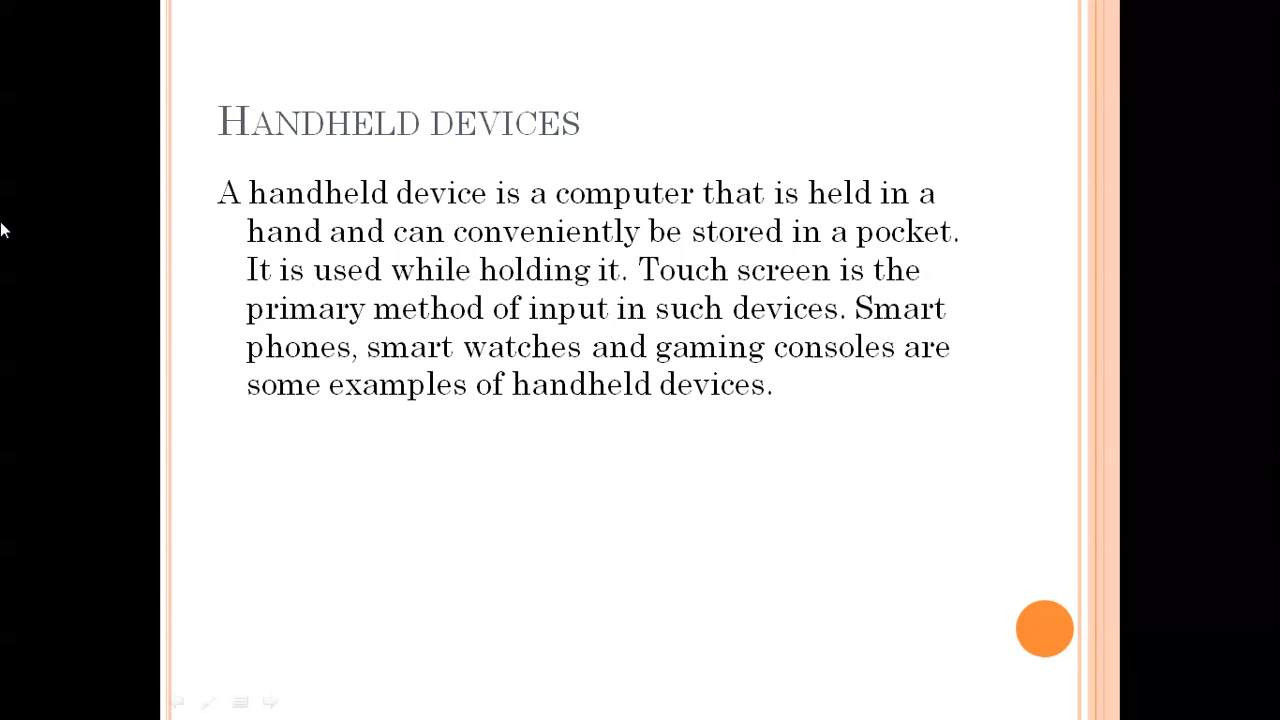 HANDHELD DEVICES
A handheld device is a computer that is held in a
hand and can conveniently be stored in a pocket.
It is used while holding it. Touch screen is the
primary method of input in such devices. Smart
phones, smart watches and gaming consoles are
some examples of handheld devices.